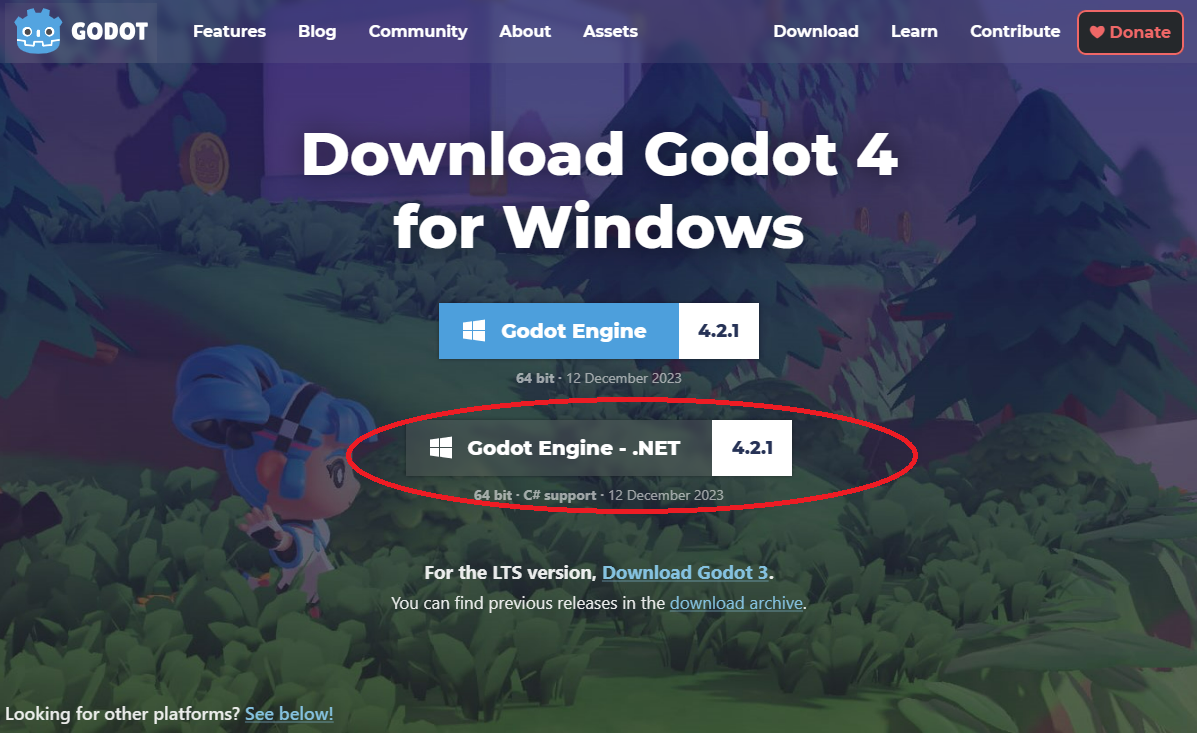 GODOT Features Blog Community About Assets Download Learn Contribute Donate
Download Godot 4
for Windows
Godot Engine 4.2.1
64 bit · 12 December 2023
Godot Engine - .NET 4.2.1
64 bit · C# support · 12 December 2023
For the LTS version, Download Godot 3.
You can find previous releases in the download archive.
Looking for other platforms? See below!